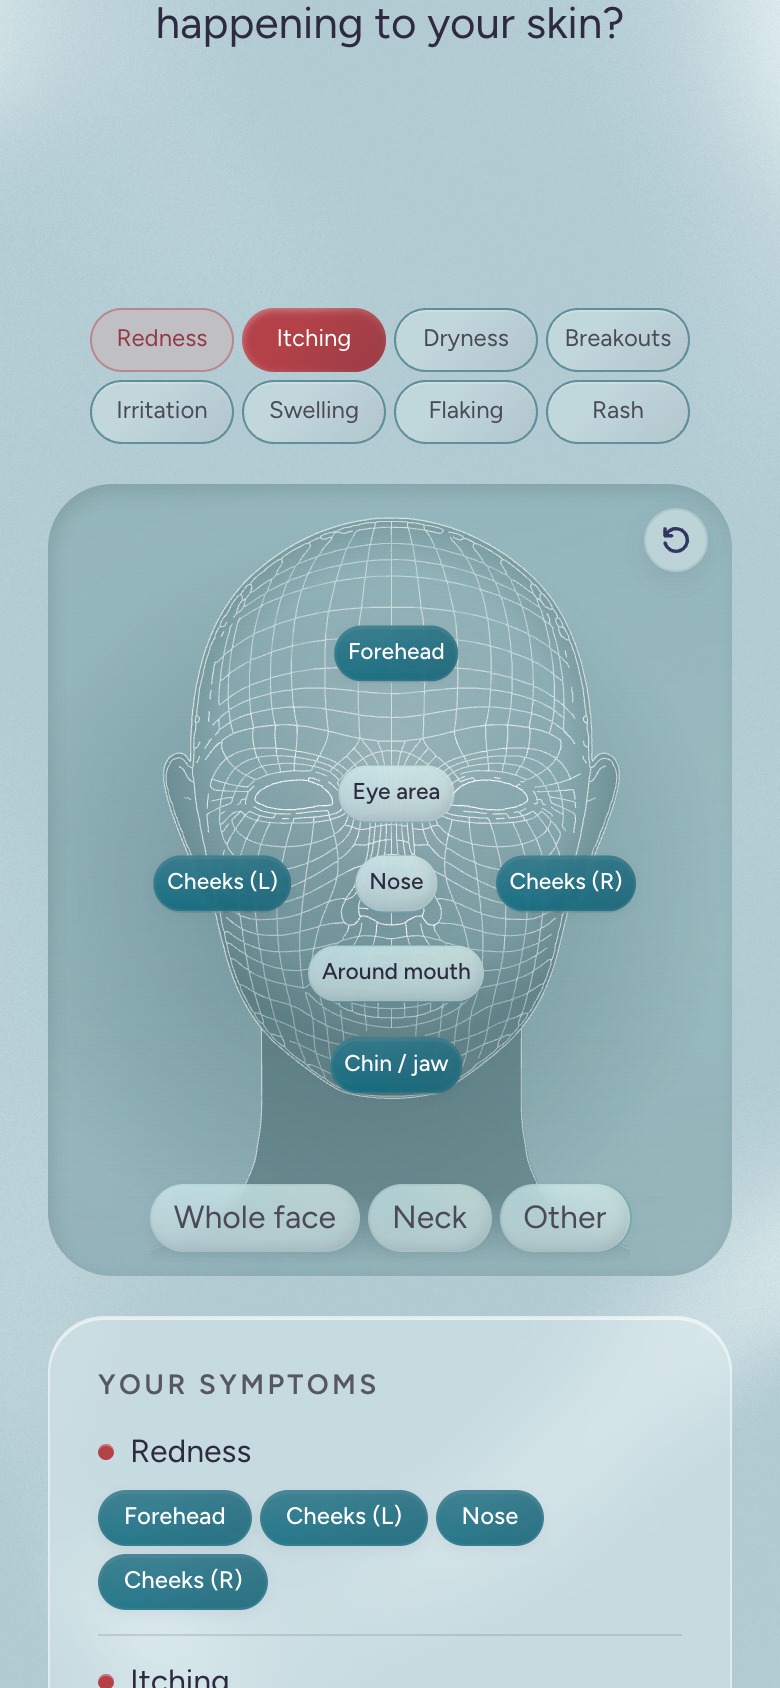 happening to your skin?
Redness Itching Dryness Breakouts
Irritation Swelling Flaking Rash
Forehead
Eye area
Cheeks (L) Nose Cheeks (R)
Around mouth
Chin / jaw
Whole face Neck Other
YOUR SYMPTOMS
Redness
Forehead Cheeks (L) Nose
Cheeks (R)
Itching